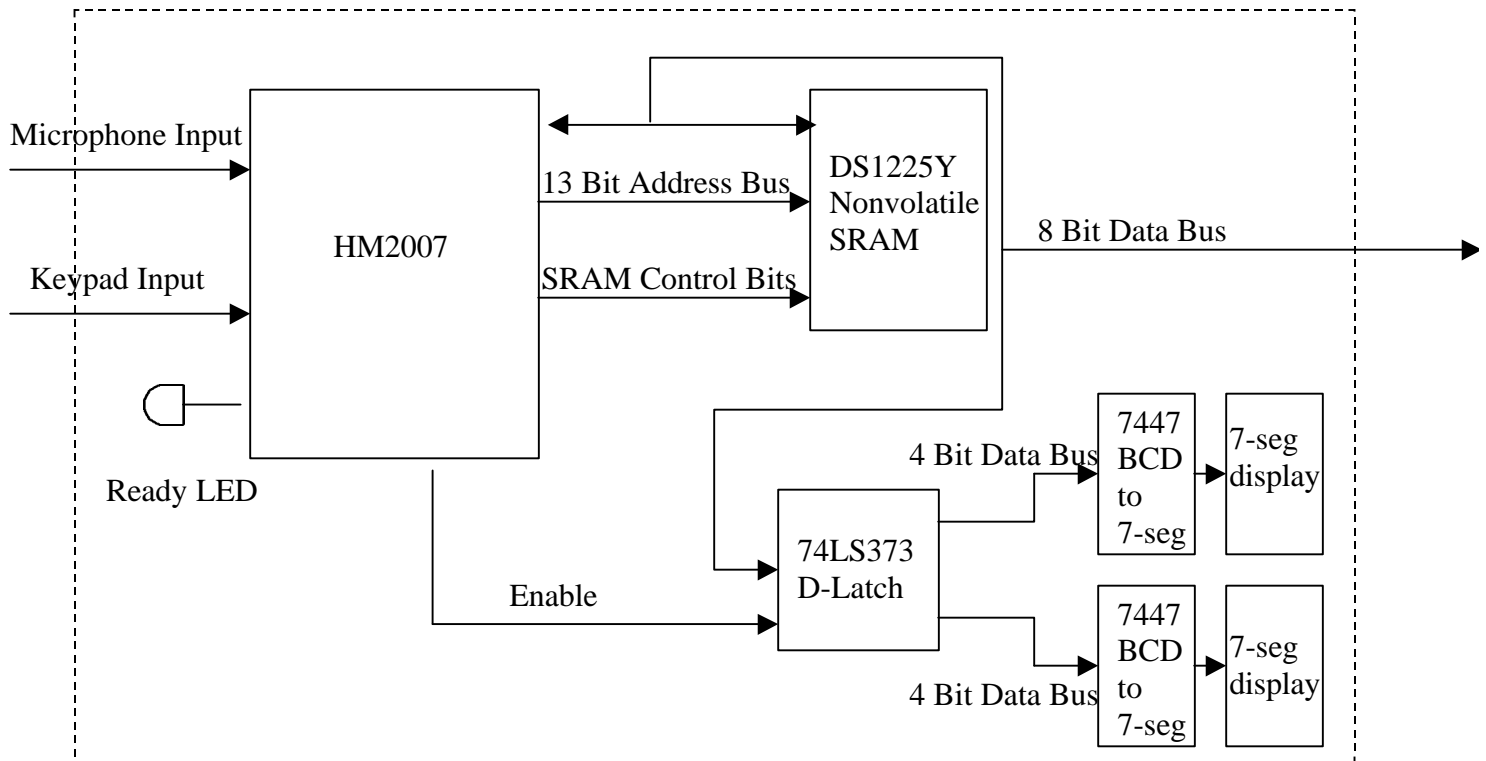 Microphone Input
Keypad Input
Ready LED
HM2007
13 Bit Address Bus
SRAM Control Bits
DS1225Y
Nonvolatile
SRAM
8 Bit Data Bus
Enable
74LS373
D-Latch
4 Bit Data Bus
7447
BCD
to
7-seg
7-seg
display
4 Bit Data Bus
7447
BCD
to
7-seg
7-seg
display